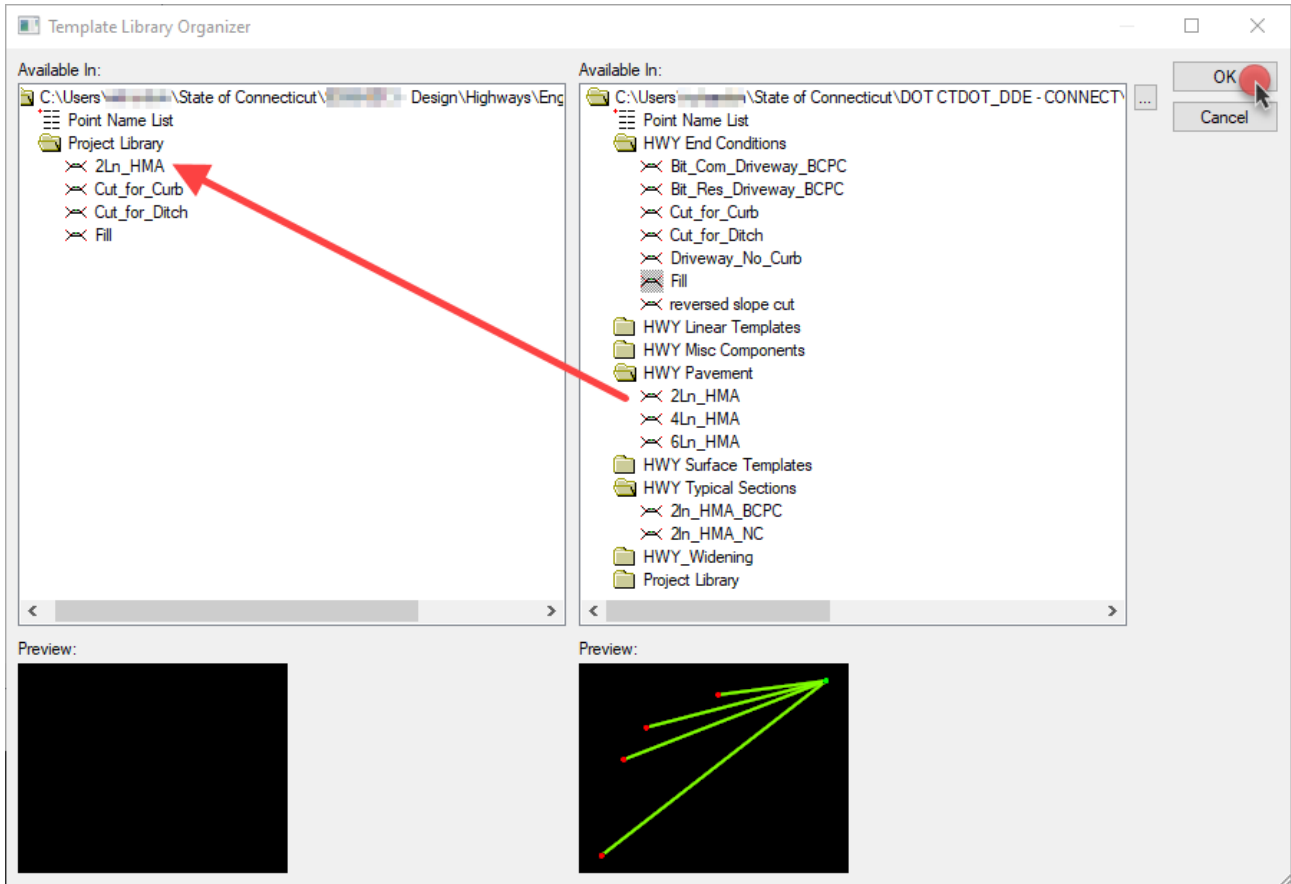 Template Library Organizer
Available In:
C:\Users\ \State of Connecticut\ Design\Highways\Eng
Point Name List
Project Library
2Ln_HMA
Cut_for_Curb
Cut_for_Ditch
Fill
Preview:
Available In:
C:\Users\ \State of Connecticut\DOT CTDOT_DDE - CONNECT\
Point Name List
HWY End Conditions
Bit_Com_Driveway_BCPC
Bit_Res_Driveway_BCPC
Cut_for_Curb
Cut_for_Ditch
Driveway_No_Curb
Fill
reversed slope cut
HWY Linear Templates
HWY Misc Components
HWY Pavement
2Ln_HMA
4Ln_HMA
6Ln_HMA
HWY Surface Templates
HWY Typical Sections
2ln_HMA_BCPC
2ln_HMA_NC
HWY_Widening
Project Library
Preview:
...
OK
Cancel